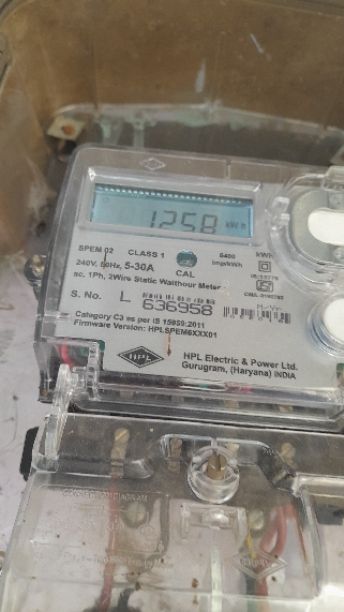 1258 kWh
SPEM 02 CLASS 1 6400 kWh
240V, 50Hz, 5-30A CAL imp/kWh
ac, 1Ph, 2Wire Static Watthour Meter
S. No. L 636958
Category C3 as per IS 15959:2011
Firmware Version: HPLSPEM6XXX01
HPL HPL Electric & Power Ltd.
Gurugram, (Haryana) INDIA